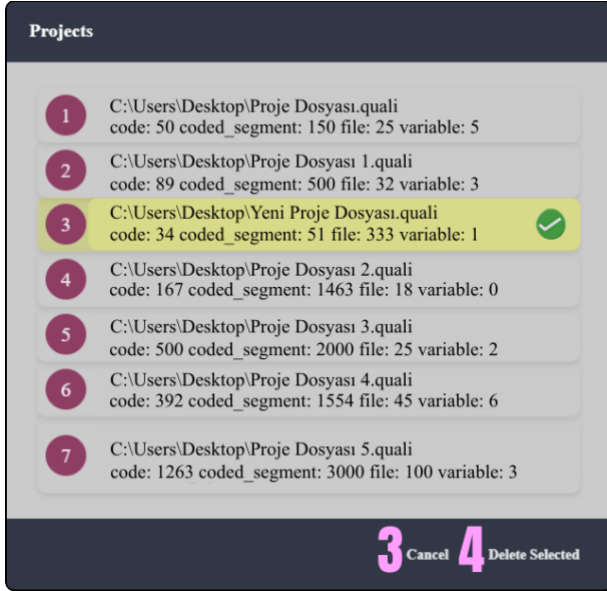 Projects
1
C:\Users\Desktop\Proje Dosyası.quali
code: 50 coded_segment: 150 file: 25 variable: 5
2
C:\Users\Desktop\Proje Dosyası 1.quali
code: 89 coded_segment: 500 file: 32 variable: 3
3
C:\Users\Desktop\Yeni Proje Dosyası.quali
code: 34 coded_segment: 51 file: 333 variable: 1
4
C:\Users\Desktop\Proje Dosyası 2.quali
code: 167 coded_segment: 1463 file: 18 variable: 0
5
C:\Users\Desktop\Proje Dosyası 3.quali
code: 500 coded_segment: 2000 file: 25 variable: 2
6
C:\Users\Desktop\Proje Dosyası 4.quali
code: 392 coded_segment: 1554 file: 45 variable: 6
7
C:\Users\Desktop\Proje Dosyası 5.quali
code: 1263 coded_segment: 3000 file: 100 variable: 3
3 Cancel 4 Delete Selected